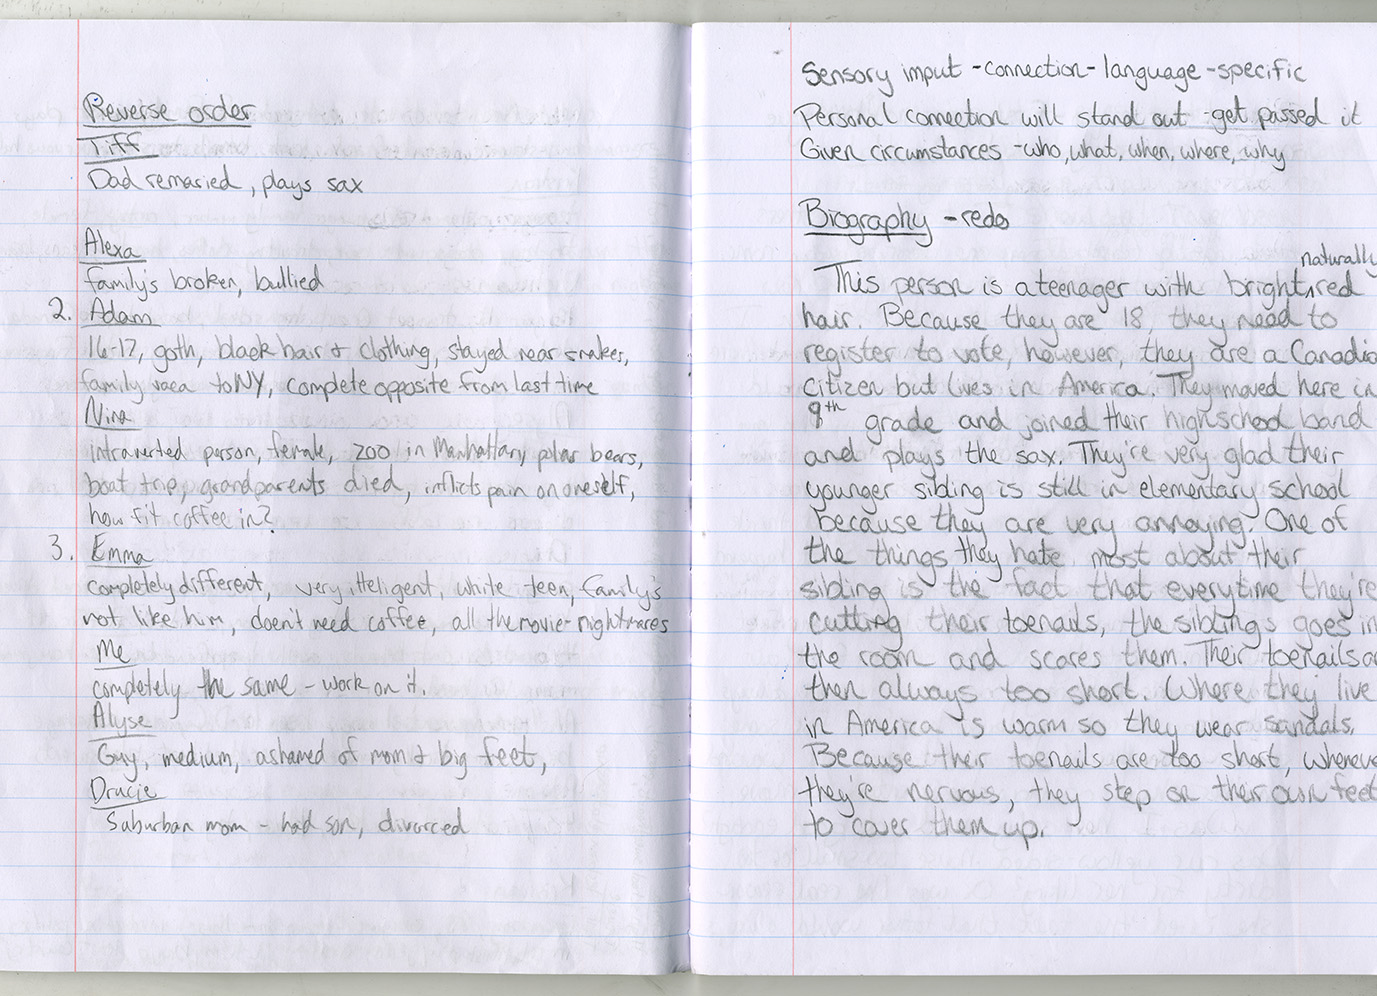 Reverse order
Tiff
Dad remaried, plays sax
Alexa
family's broken, bullied
2. Adam
16-17, goth, black hair & clothing, stayed near snakes,
family to NY, complete opposite from last time
Nina
intraverted person, female, zoo in Manhattan, polar bears,
boat trip, grandparents died, inflicts pain on oneself,
how fit coffee in?
3. Emma
completely different, very itteligent, white teen, family's
not like him, doen't need coffee, all the movie-nightmares
Me
completely the same - work on it.
Alyse
Guy, medium, ashamed of mom & big feet,
Dracie
Suburban mom - had son, divorced
Sensory imput - connection - language - specific
Personal connection will stand out - get passed it
Given circumstances - who, what, when, where, why
Biography - redo
naturally
This person is a teenager with bright^red
hair. Because they are 18, they need to
register to vote, however, they are a Canadia
Citizen but lives in America. They moved here in
9th grade and joined their highschool band
and plays the sax. They're very glad their
younger sibling is still in elementary school
because they are very annoying. One of
the things they hate most about their
sibling is the fact that everytime they're
cutting their toenails, the siblings goes in
the room and scares them. Their toenails a
then always too short. Where they live
in America is warm so they wear sandals.
Because their toenails are too short, wheneve
they're nervous, they step on their own feet
to cover them up.